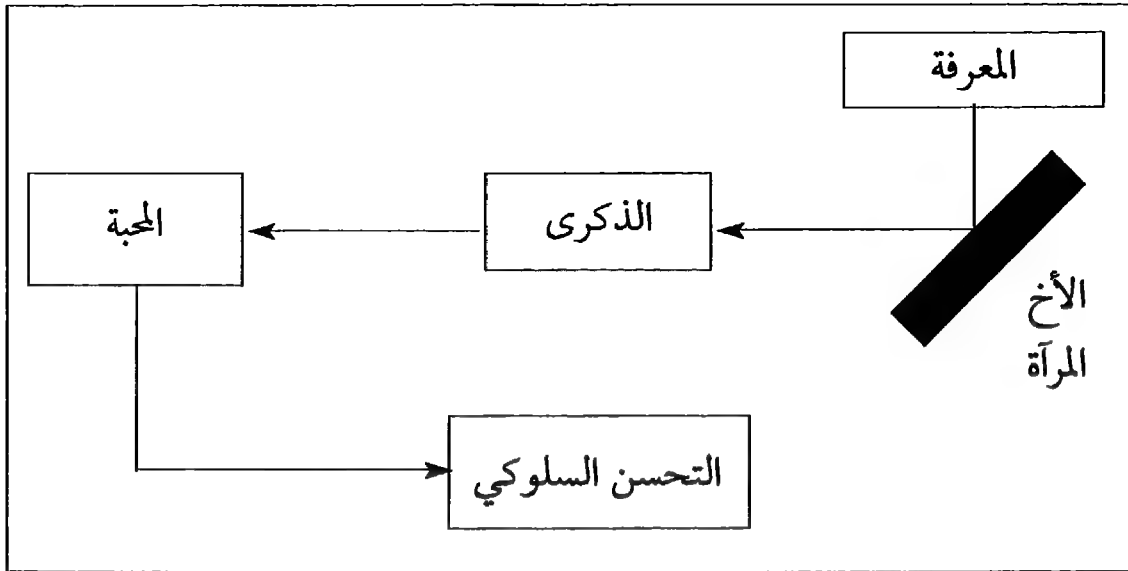 المعرفة
الذكرى
المحبة
الأخ
المرآة
التحسن السلوكي